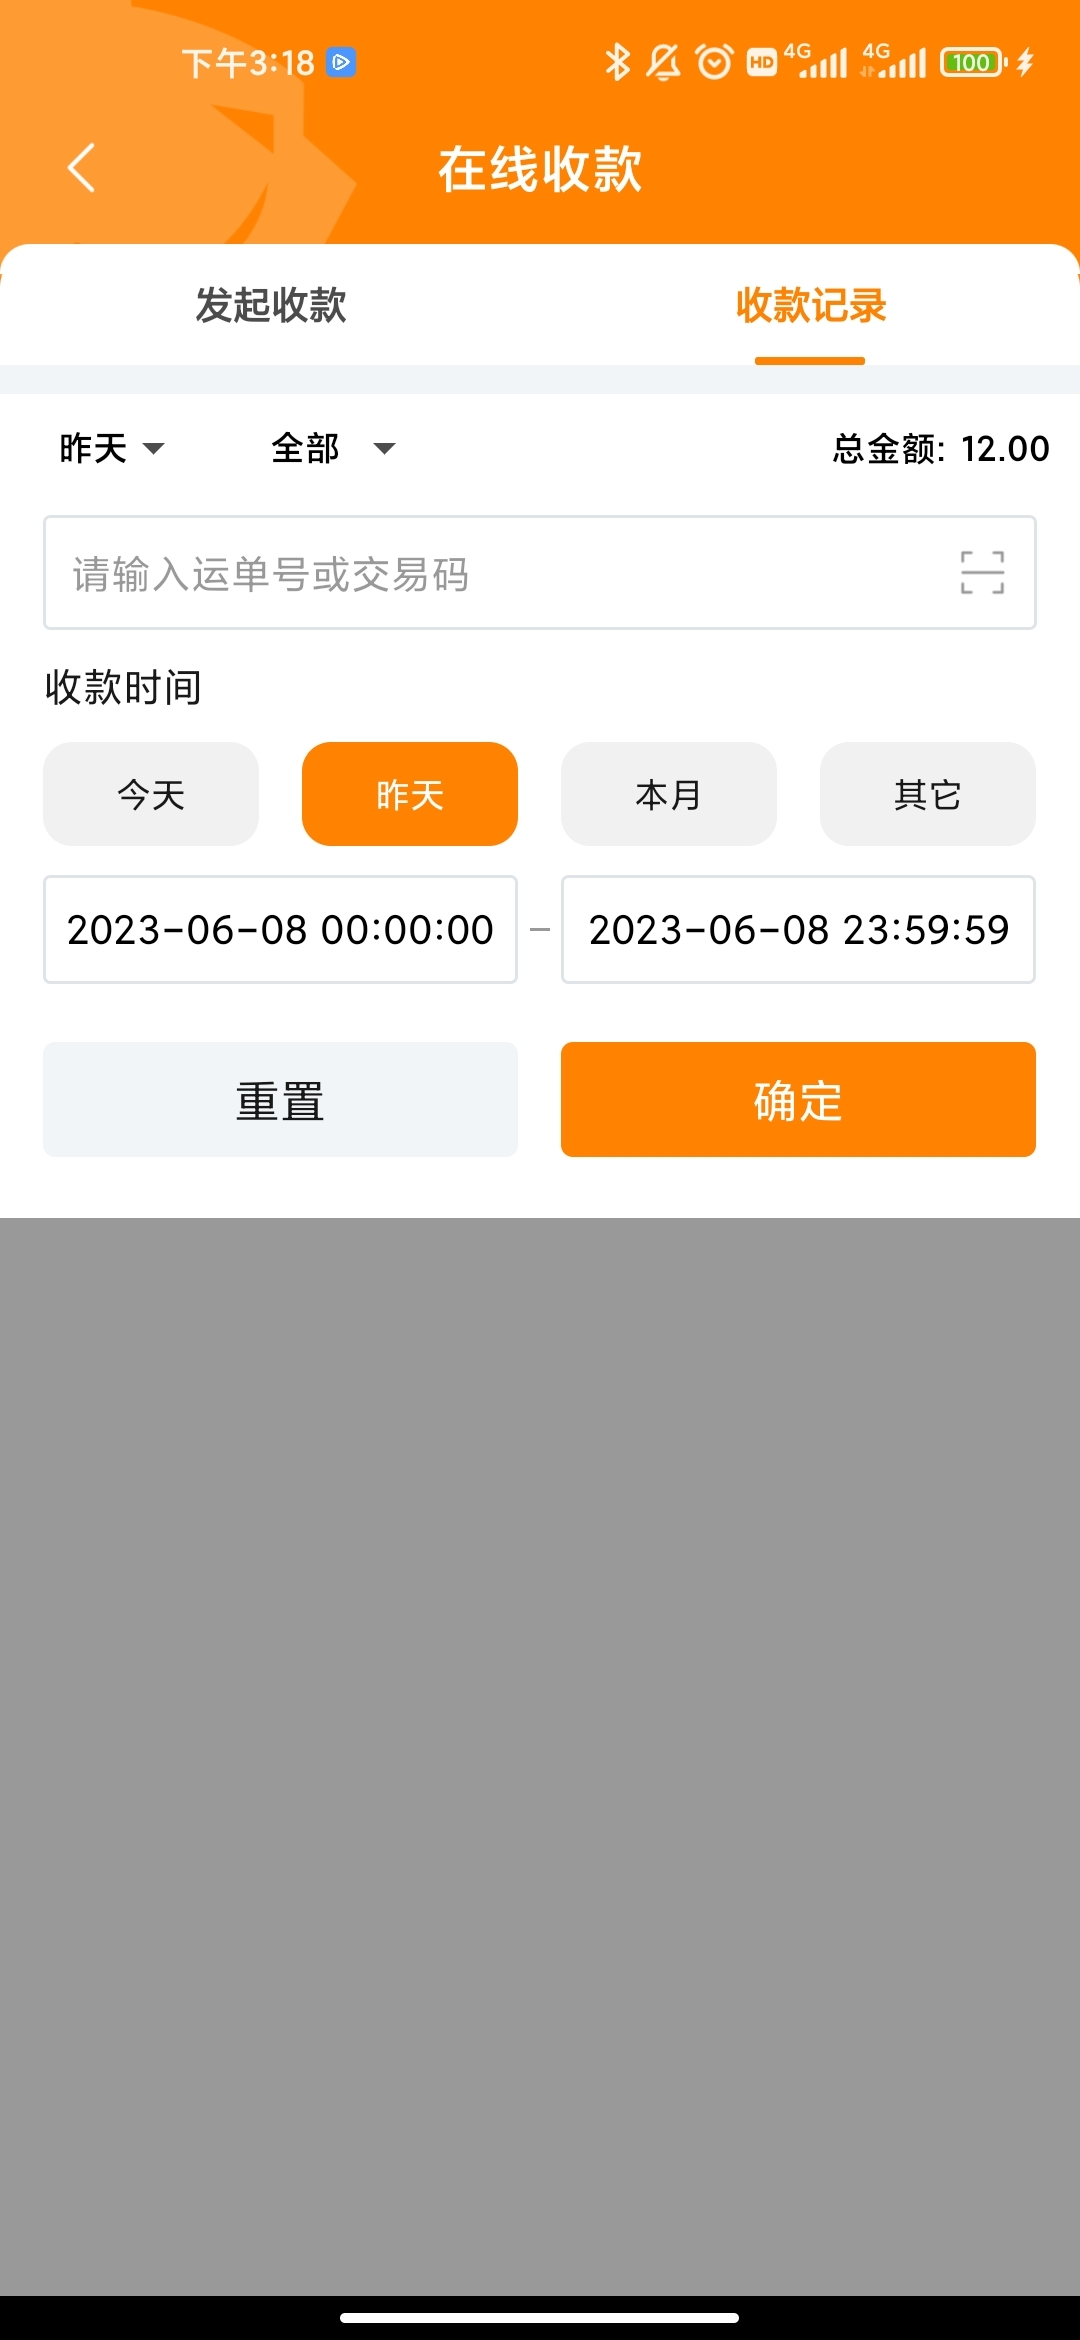 下午3:18 HD 4G 4G 100
在线收款
发起收款 收款记录
昨天 全部 总金额: 12.00
请输入运单号或交易码
收款时间
今天 昨天 本月 其它
2023-06-08 00:00:00 - 2023-06-08 23:59:59
重置 确定